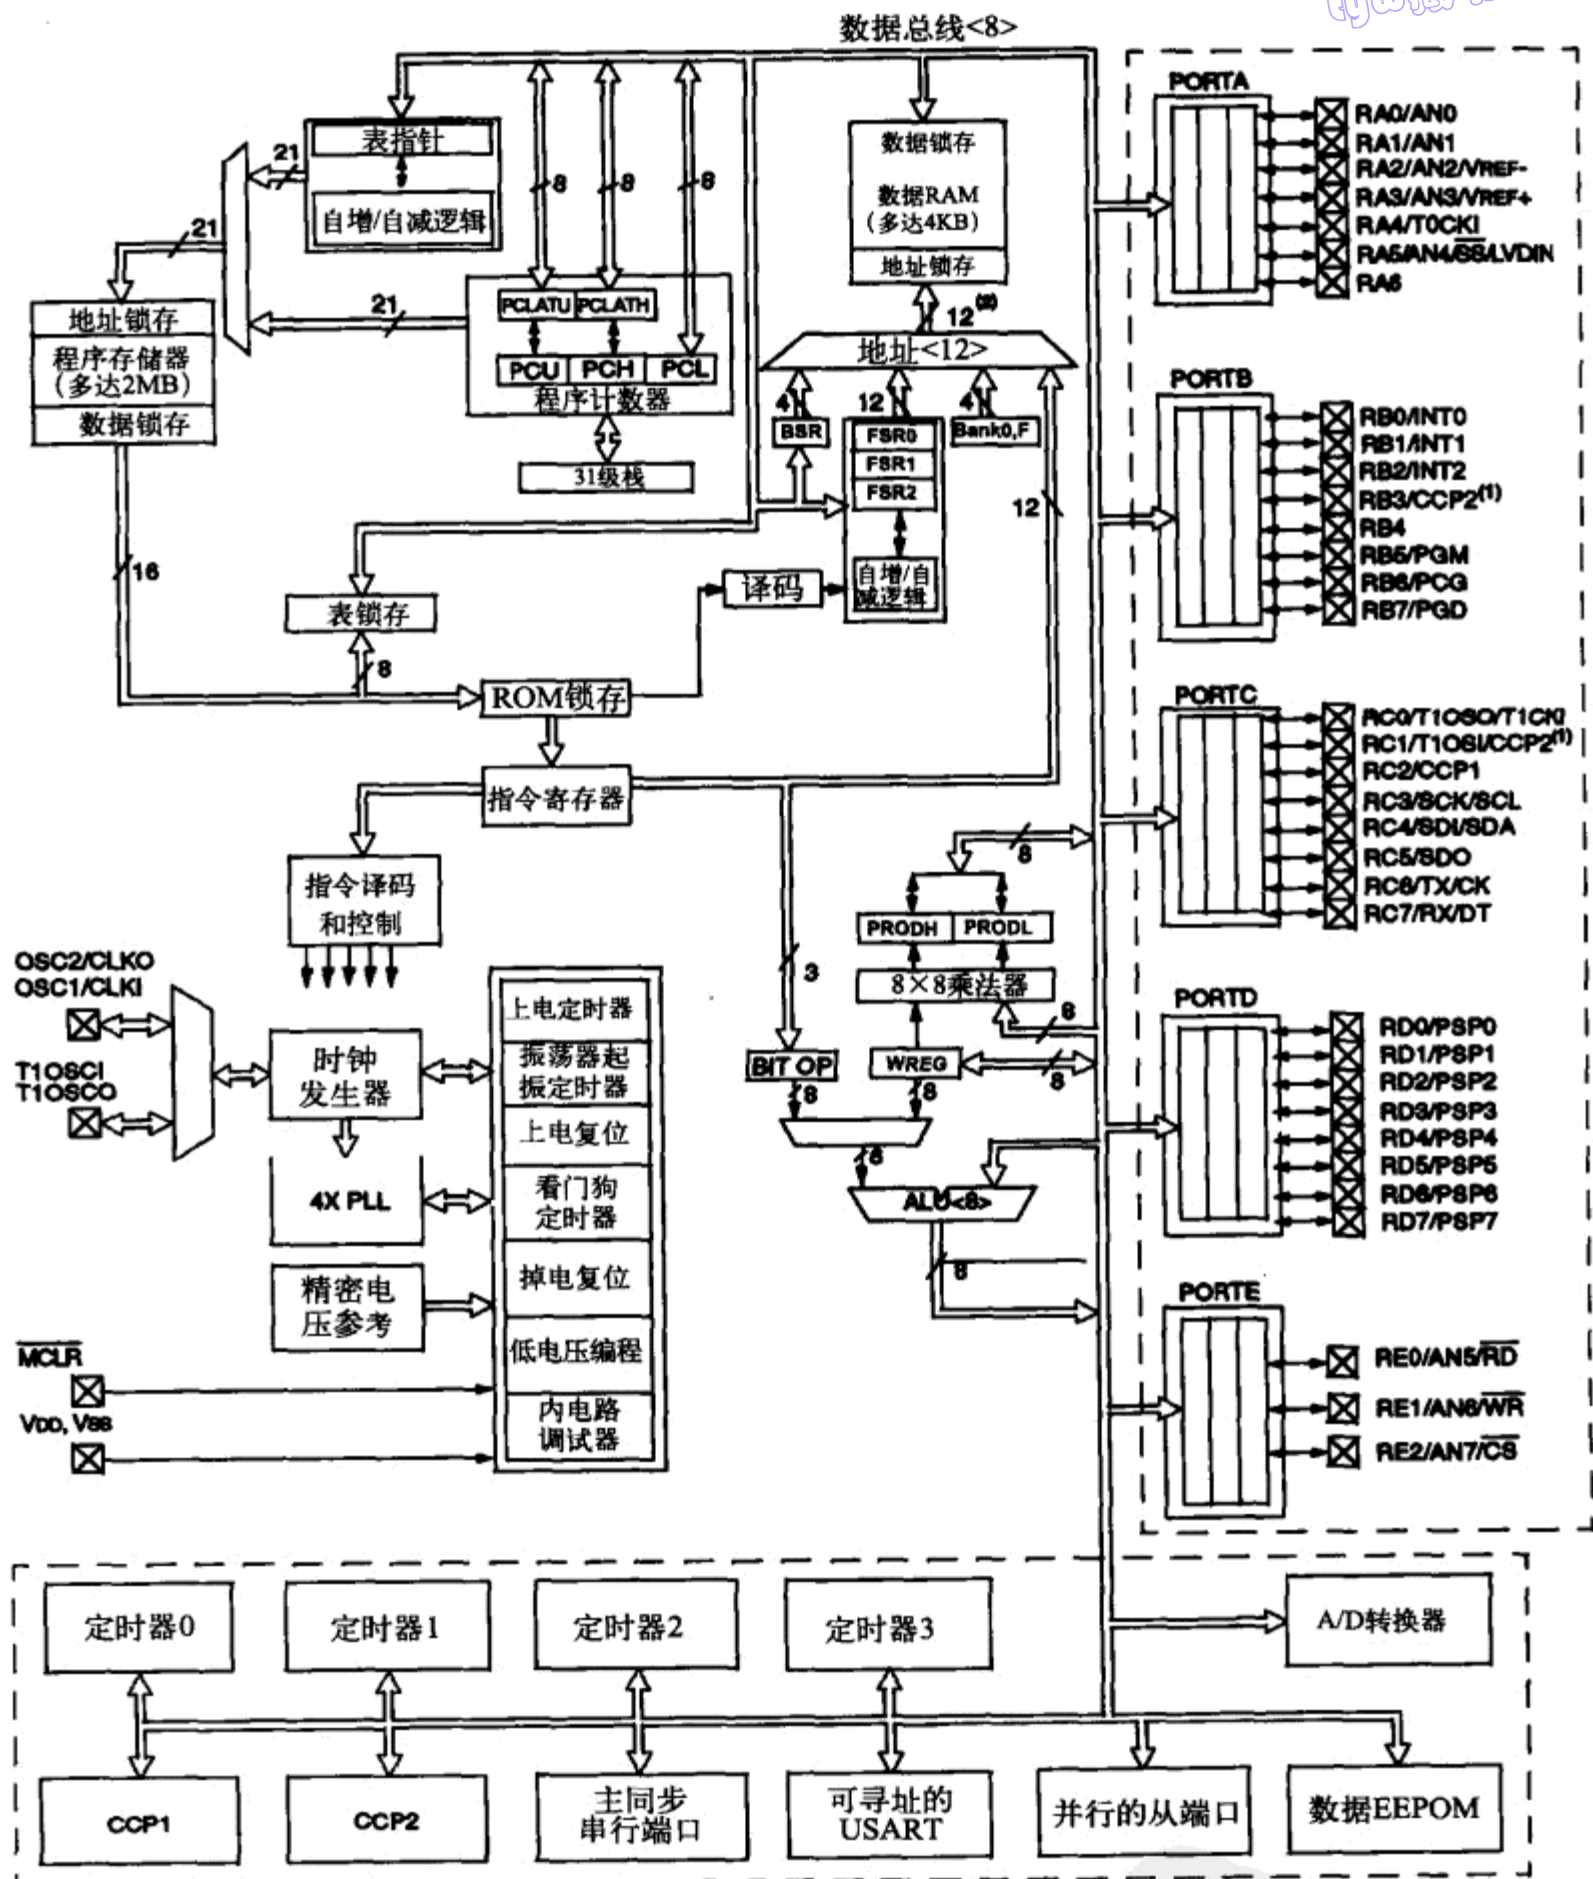 数据总线<8>
PORTA
RA0/AN0
RA1/AN1
RA2/AN2/VREF-
RA3/AN3/VREF+
RA4/T0CKI
RA5/AN4/SS/LVDIN
RA6
21
表指针
自增/自减逻辑
8
8
8
数据锁存
数据RAM
(多达4KB)
地址锁存
21
地址锁存
程序存储器
(多达2MB)
数据锁存
21
PCLATU
PCLATH
PCU
PCH
PCL
程序计数器
31级栈
12(2)
地址<12>
4
12
4
BSR
FSR0
FSR1
FSR2
Bank0,F
12
自增/自
减逻辑
译码
PORTB
RB0/INT0
RB1/INT1
RB2/INT2
RB3/CCP2(1)
RB4
RB5/PGM
RB6/PCG
RB7/PGD
16
表锁存
8
ROM锁存
指令寄存器
指令译码
和控制
PORTC
RC0/T1OSO/T1CKI
RC1/T1OSI/CCP2(1)
RC2/CCP1
RC3/SCK/SCL
RC4/SDI/SDA
RC5/SDO
RC6/TX/CK
RC7/RX/DT
8
PRODH
PRODL
8×8乘法器
3
8
BIT OP
WREG
8
8
8
8
ALU<8>
8
OSC2/CLKO
OSC1/CLKI
T1OSCI
T1OSCO
时钟
发生器
4X PLL
精密电
压参考
MCLR
VDD, VSS
上电定时器
振荡器起
振定时器
上电复位
看门狗
定时器
掉电复位
低电压编程
内电路
调试器
PORTD
RD0/PSP0
RD1/PSP1
RD2/PSP2
RD3/PSP3
RD4/PSP4
RD5/PSP5
RD6/PSP6
RD7/PSP7
PORTE
RE0/AN5/RD
RE1/AN6/WR
RE2/AN7/CS
定时器0
定时器1
定时器2
定时器3
A/D转换器
CCP1
CCP2
主同步
串行端口
可寻址的
USART
并行的从端口
数据EEPOM